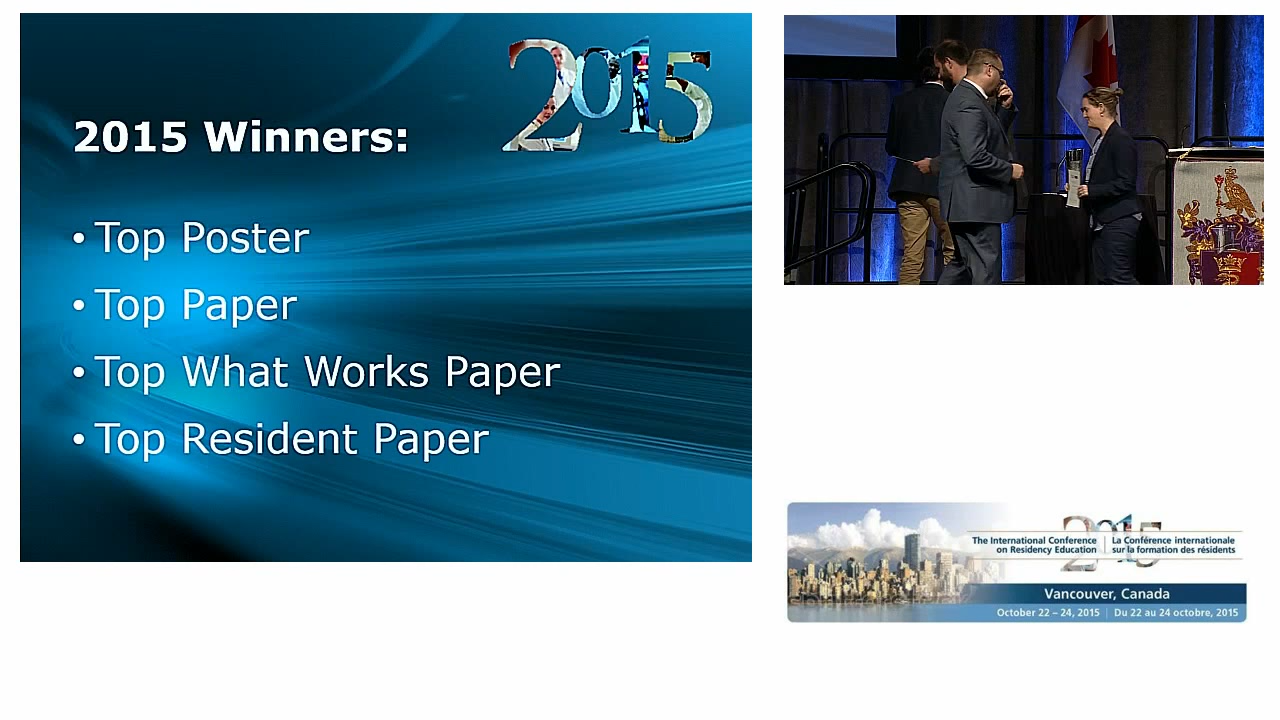 2015
2015 Winners:
• Top Poster
• Top Paper
• Top What Works Paper
• Top Resident Paper
2015
The International Conference
on Residency Education
La Conférence internationale
sur la formation des résidents
Vancouver, Canada
October 22 – 24, 2015 | Du 22 au 24 octobre, 2015